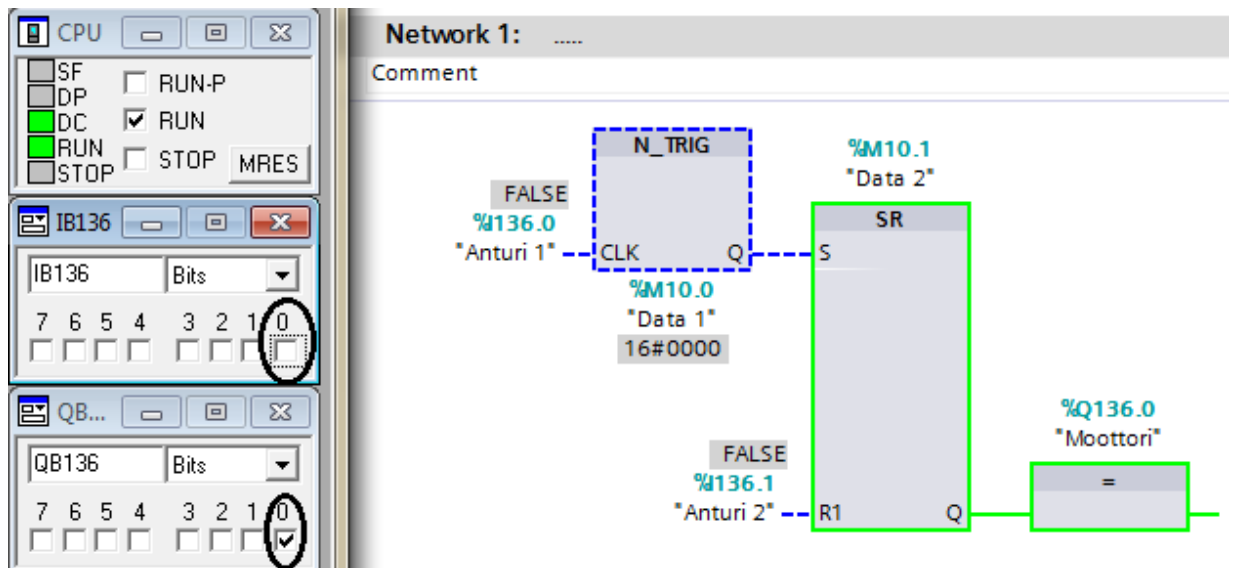 CPU
SF
DP
DC
RUN
STOP
RUN-P
RUN
STOP
MRES
IB136
IB136 Bits
7 6 5 4 3 2 1 0
QB...
QB136 Bits
7 6 5 4 3 2 1 0
Network 1: .....
Comment
N_TRIG
FALSE
%I136.0
"Anturi 1"
CLK Q
%M10.0
"Data 1"
16#0000
%M10.1
"Data 2"
SR
S
FALSE
%I136.1
"Anturi 2"
R1 Q
%Q136.0
"Moottori"
=